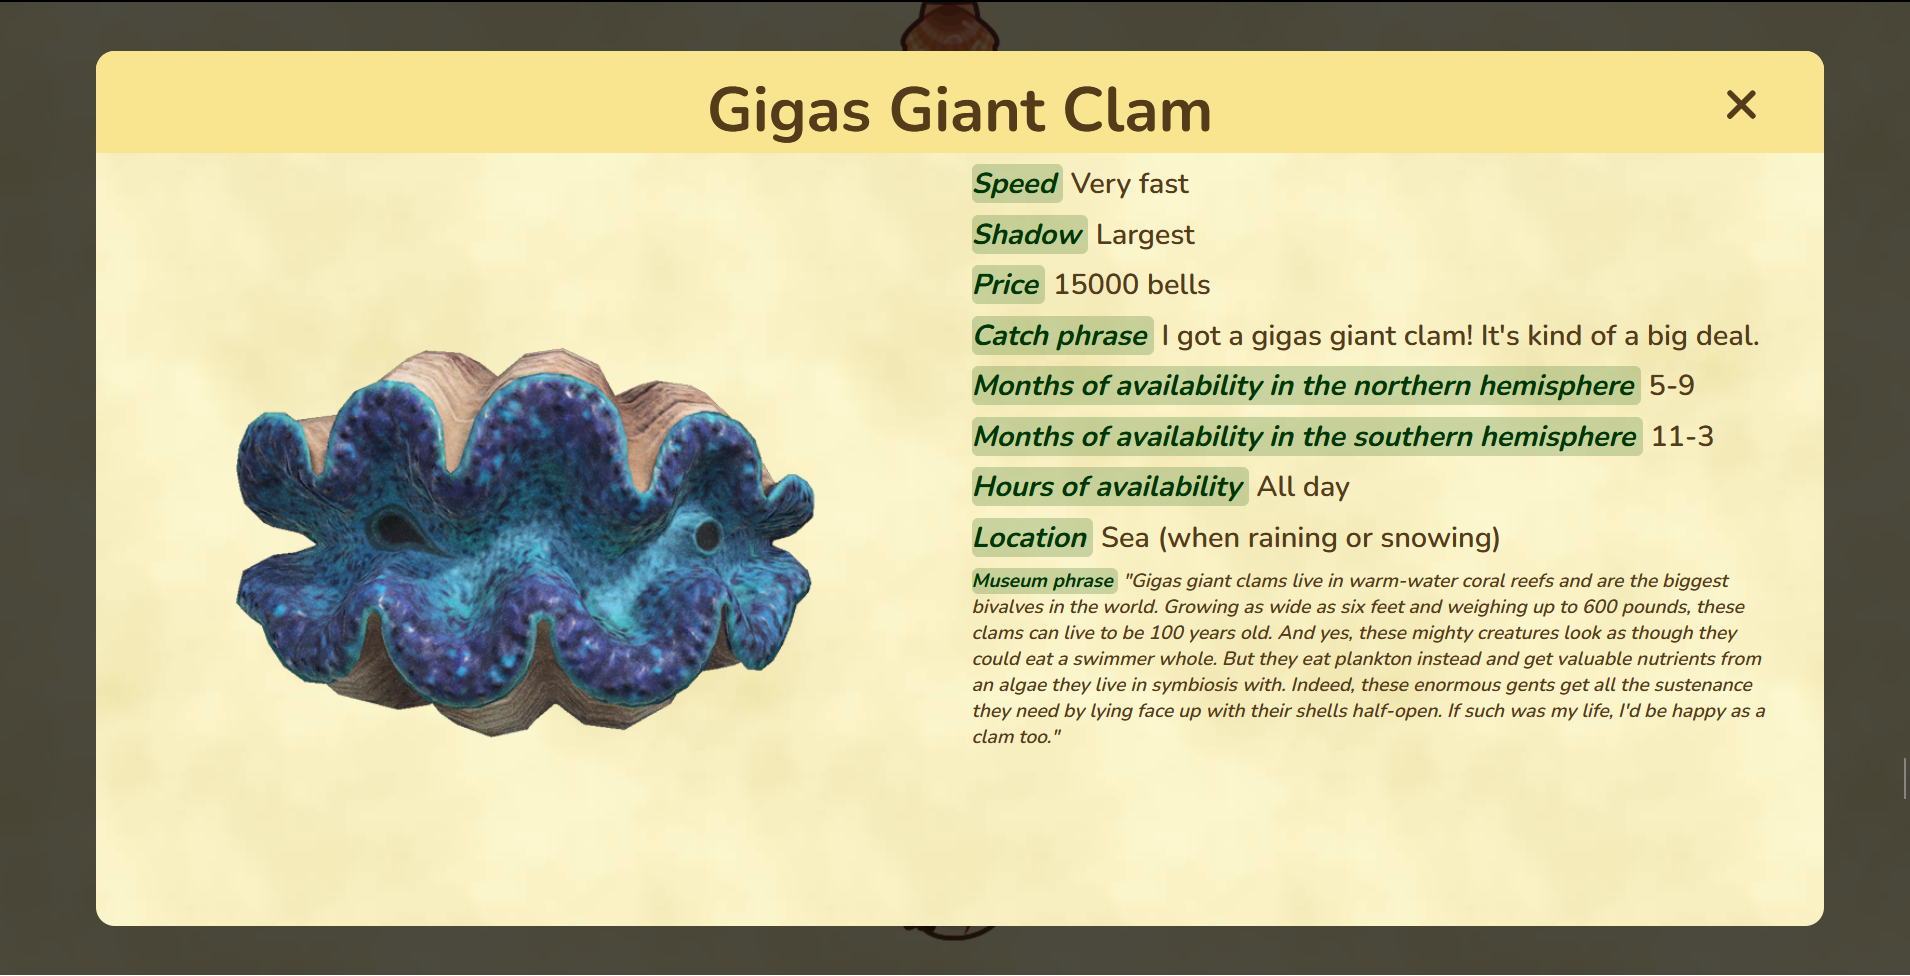 Gigas Giant Clam
Speed Very fast
Shadow Largest
Price 15000 bells
Catch phrase I got a gigas giant clam! It's kind of a big deal.
Months of availability in the northern hemisphere 5-9
Months of availability in the southern hemisphere 11-3
Hours of availability All day
Location Sea (when raining or snowing)
Museum phrase "Gigas giant clams live in warm-water coral reefs and are the biggest
bivalves in the world. Growing as wide as six feet and weighing up to 600 pounds, these
clams can live to be 100 years old. And yes, these mighty creatures look as though they
could eat a swimmer whole. But they eat plankton instead and get valuable nutrients from
an algae they live in symbiosis with. Indeed, these enormous gents get all the sustenance
they need by lying face up with their shells half-open. If such was my life, I'd be happy as a
clam too."